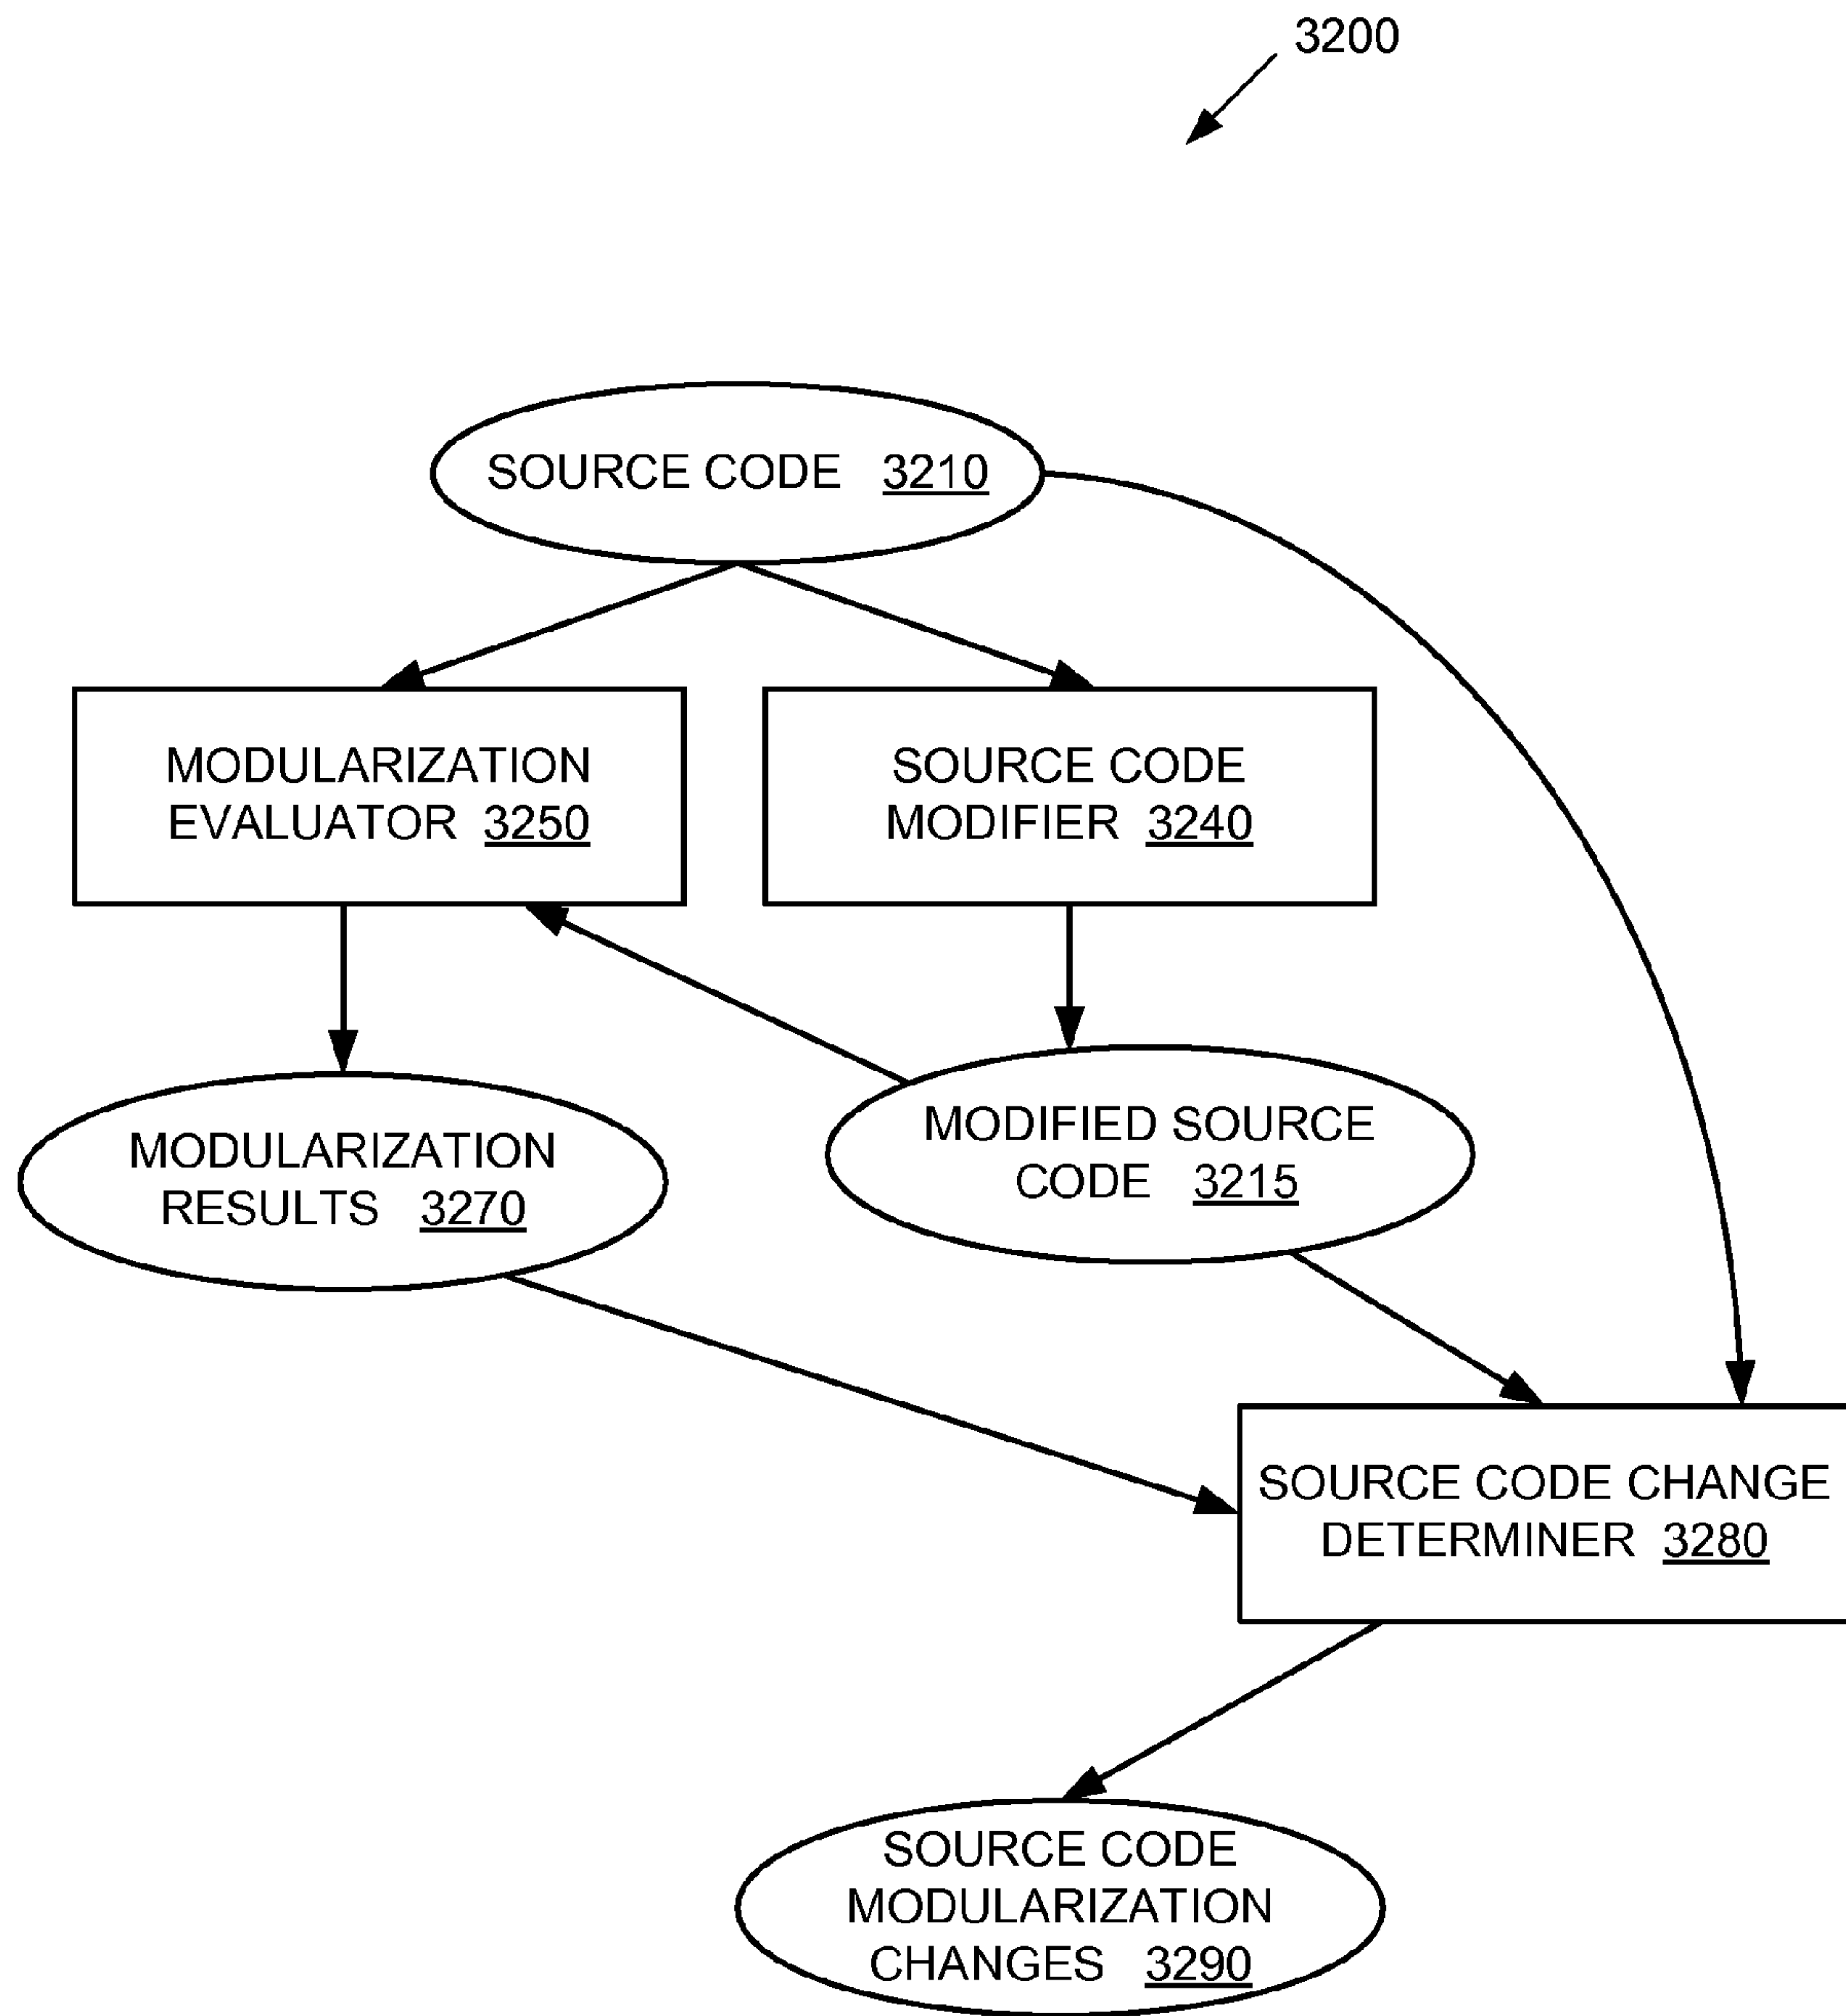 3200
SOURCE CODE 3210
MODULARIZATION
EVALUATOR 3250
SOURCE CODE
MODIFIER 3240
MODULARIZATION
RESULTS 3270
MODIFIED SOURCE
CODE 3215
SOURCE CODE CHANGE
DETERMINER 3280
SOURCE CODE
MODULARIZATION
CHANGES 3290